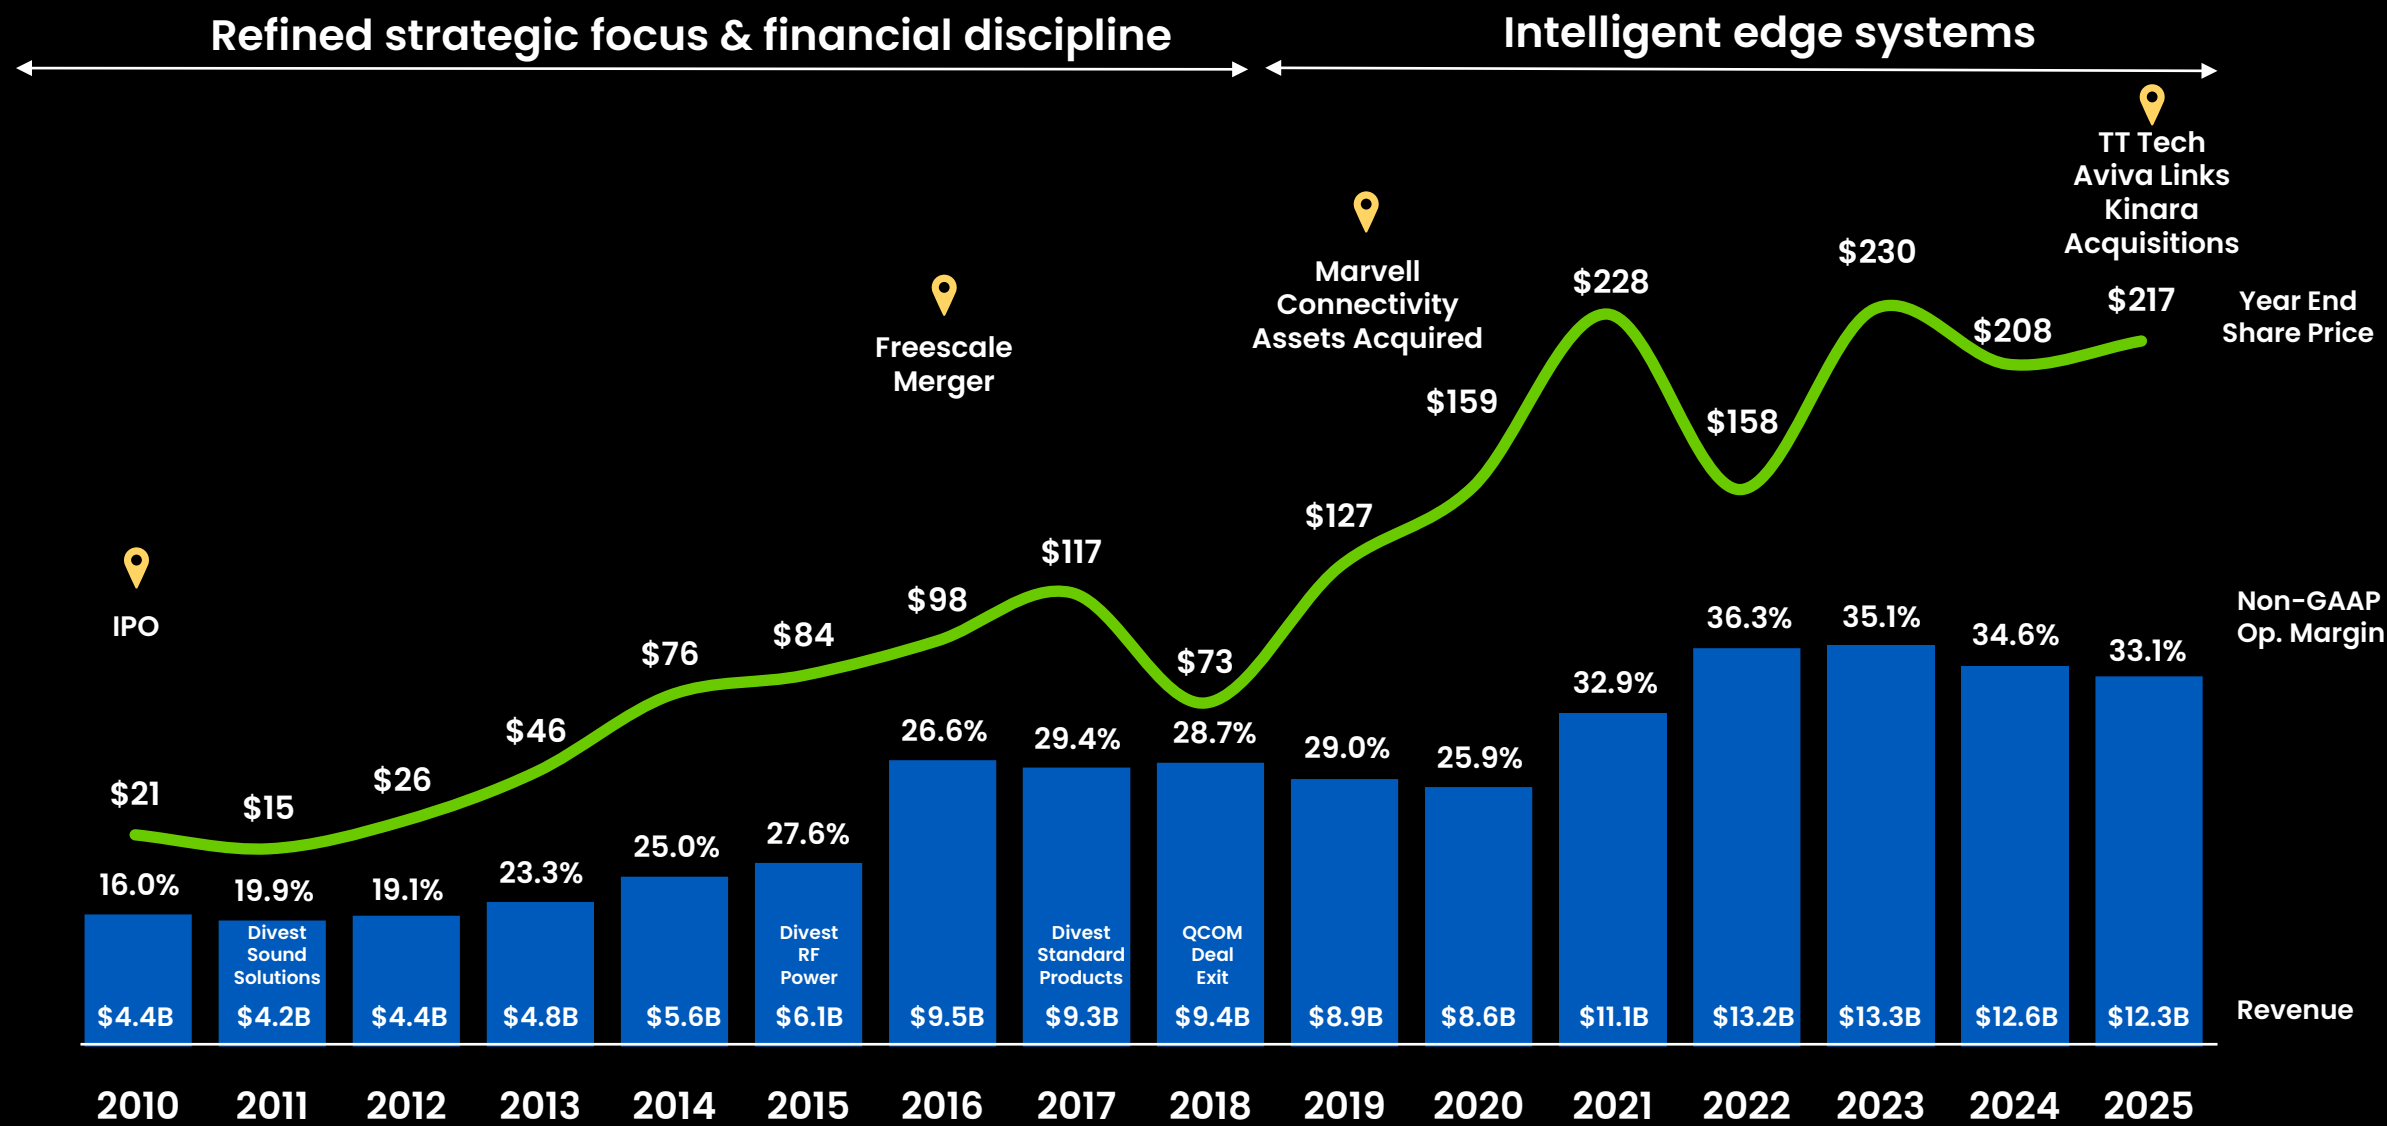 Refined strategic focus & financial discipline
Intelligent edge systems
TT Tech
Aviva Links
Kinara
Acquisitions
Marvell
Connectivity
Assets Acquired
Freescale
Merger
IPO
$21
$15
$26
$46
$76
$84
$98
$117
$73
$127
$159
$228
$158
$230
$208
$217
Year End
Share Price
16.0%
19.9%
19.1%
23.3%
25.0%
27.6%
26.6%
29.4%
28.7%
29.0%
25.9%
32.9%
36.3%
35.1%
34.6%
33.1%
Non-GAAP
Op. Margin
Divest
Sound
Solutions
Divest
RF
Power
Divest
Standard
Products
QCOM
Deal
Exit
$4.4B
$4.2B
$4.4B
$4.8B
$5.6B
$6.1B
$9.5B
$9.3B
$9.4B
$8.9B
$8.6B
$11.1B
$13.2B
$13.3B
$12.6B
$12.3B
Revenue
2010
2011
2012
2013
2014
2015
2016
2017
2018
2019
2020
2021
2022
2023
2024
2025